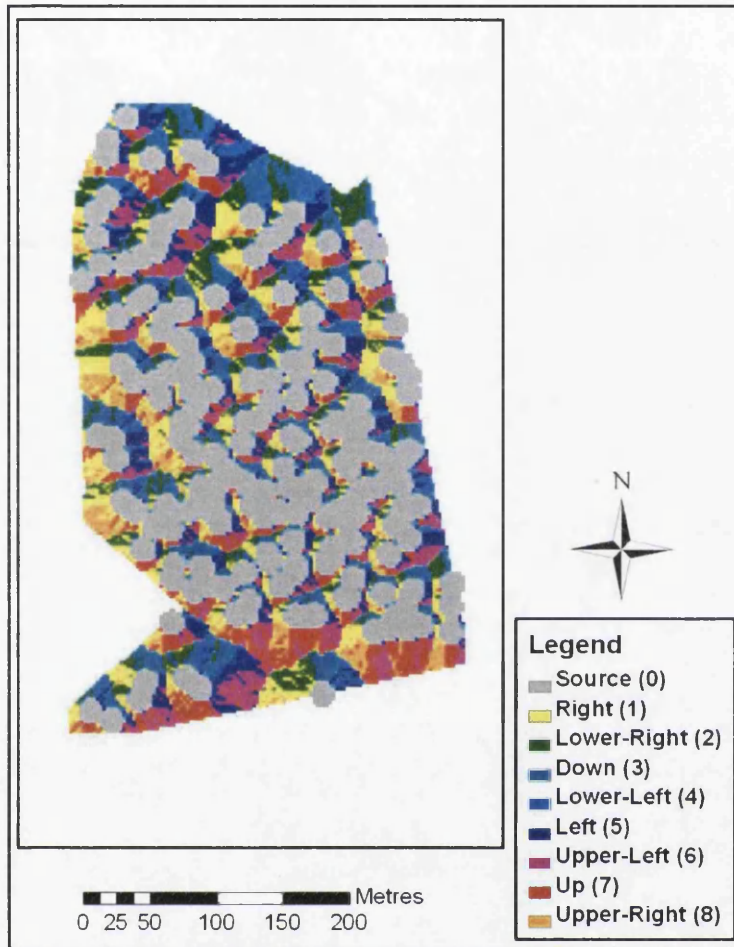 N
Legend
Source (0)
Right (1)
Lower-Right (2)
Down (3)
Lower-Left (4)
Left (5)
Upper-Left (6)
Up (7)
Upper-Right (8)
Metres
0 25 50 100 150 200